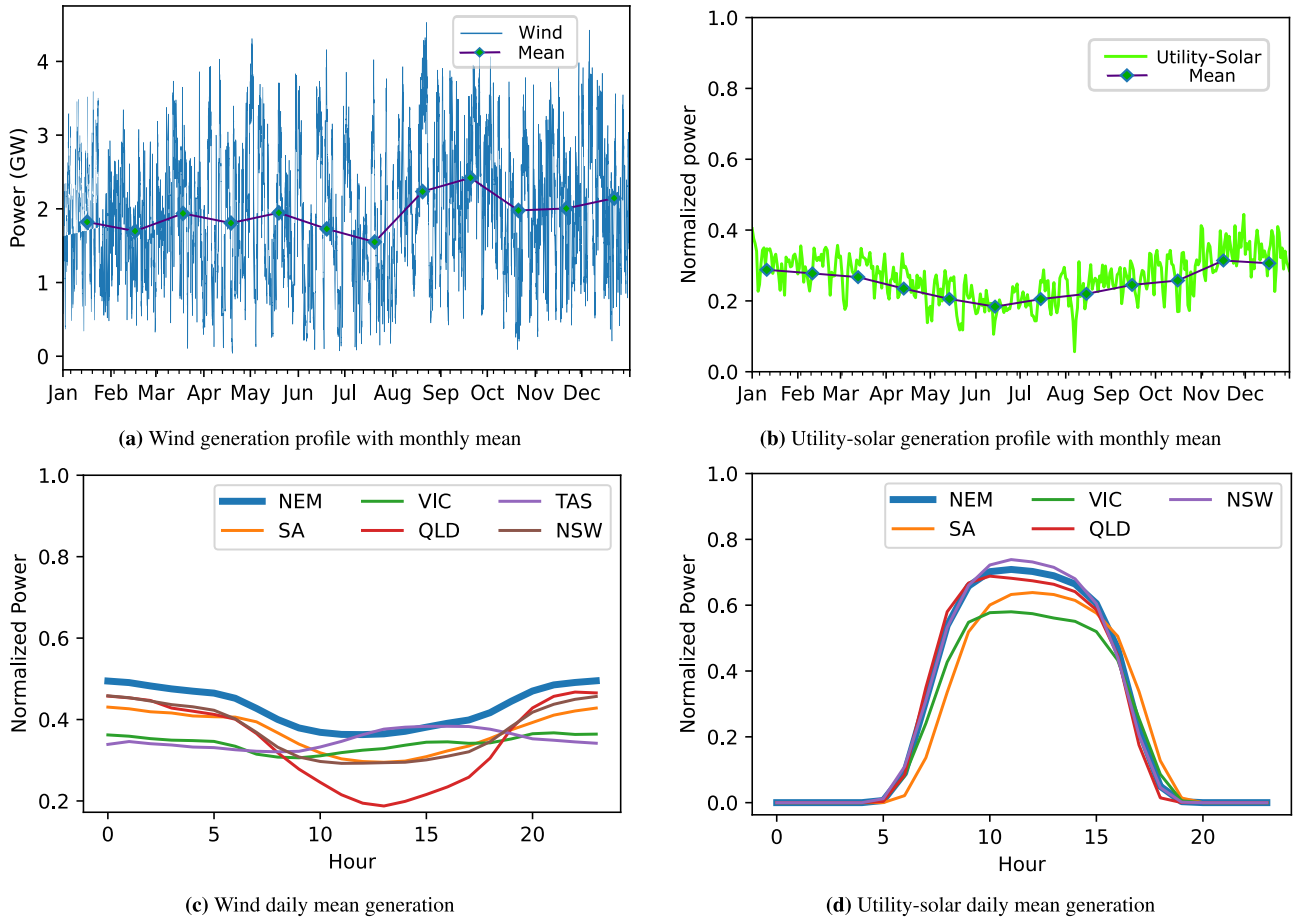 Wind
Mean
Power (GW)
4
3
2
1
0
Jan Feb Mar Apr May Jun Jul Aug Sep Oct Nov Dec
(a) Wind generation profile with monthly mean
Utility-Solar
Mean
Normalized power
1.0
0.8
0.6
0.4
0.2
0.0
Jan Feb Mar Apr May Jun Jul Aug Sep Oct Nov Dec
(b) Utility-solar generation profile with monthly mean
NEM VIC TAS
SA QLD NSW
Normalized Power
1.0
0.8
0.6
0.4
0.2
0 5 10 15 20
Hour
(c) Wind daily mean generation
NEM VIC NSW
SA QLD
Normalized Power
1.0
0.8
0.6
0.4
0.2
0.0
0 5 10 15 20
Hour
(d) Utility-solar daily mean generation